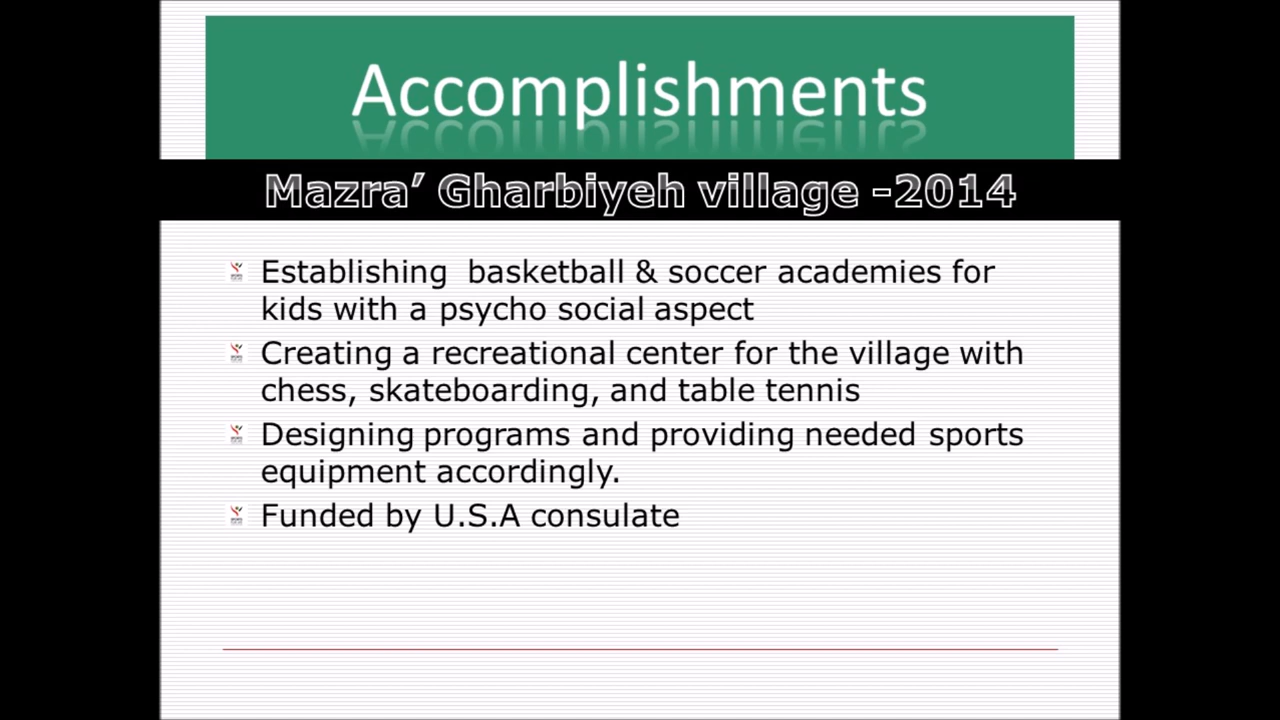 Accomplishments
Mazra’ Gharbiyeh village -2014
Establishing basketball & soccer academies for
kids with a psycho social aspect
Creating a recreational center for the village with
chess, skateboarding, and table tennis
Designing programs and providing needed sports
equipment accordingly.
Funded by U.S.A consulate